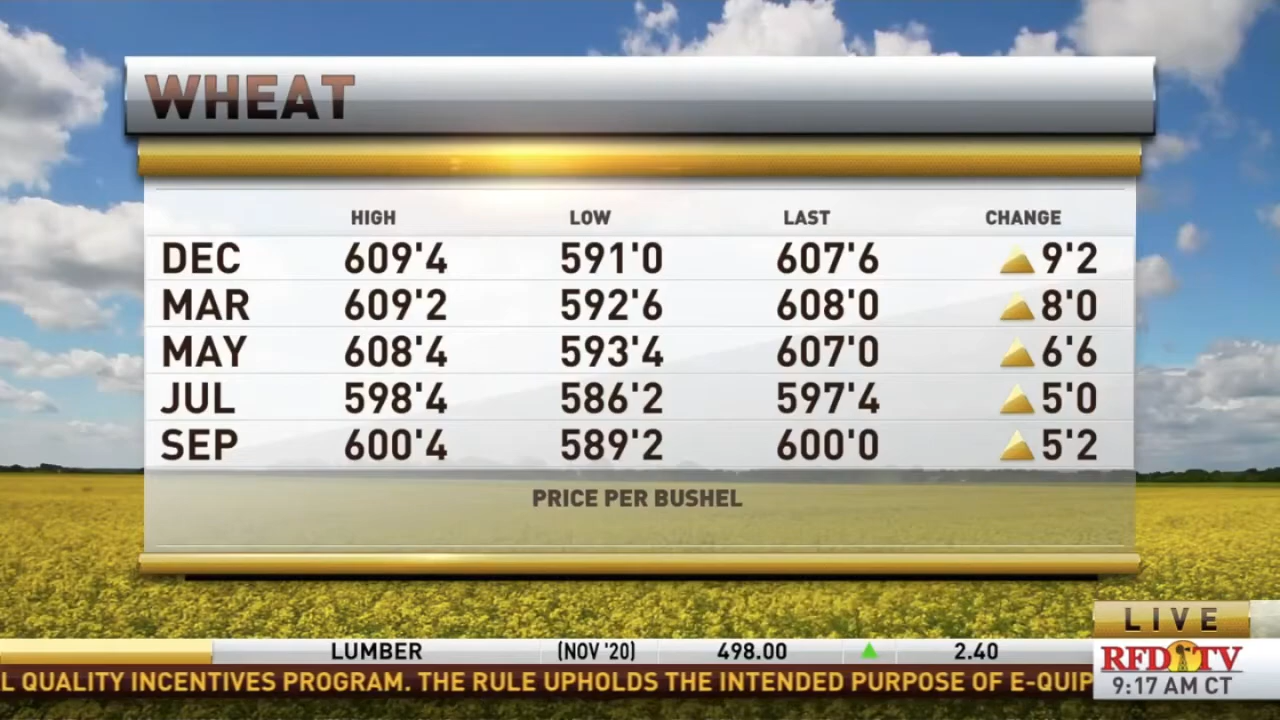 WHEAT
HIGH LOW LAST CHANGE
DEC 609'4 591'0 607'6 9'2
MAR 609'2 592'6 608'0 8'0
MAY 608'4 593'4 607'0 6'6
JUL 598'4 586'2 597'4 5'0
SEP 600'4 589'2 600'0 5'2
PRICE PER BUSHEL
LIVE
LUMBER (NOV '20) 498.00 2.40
RFD TV
L QUALITY INCENTIVES PROGRAM. THE RULE UPHOLDS THE INTENDED PURPOSE OF E-QUIP
9:17 AM CT